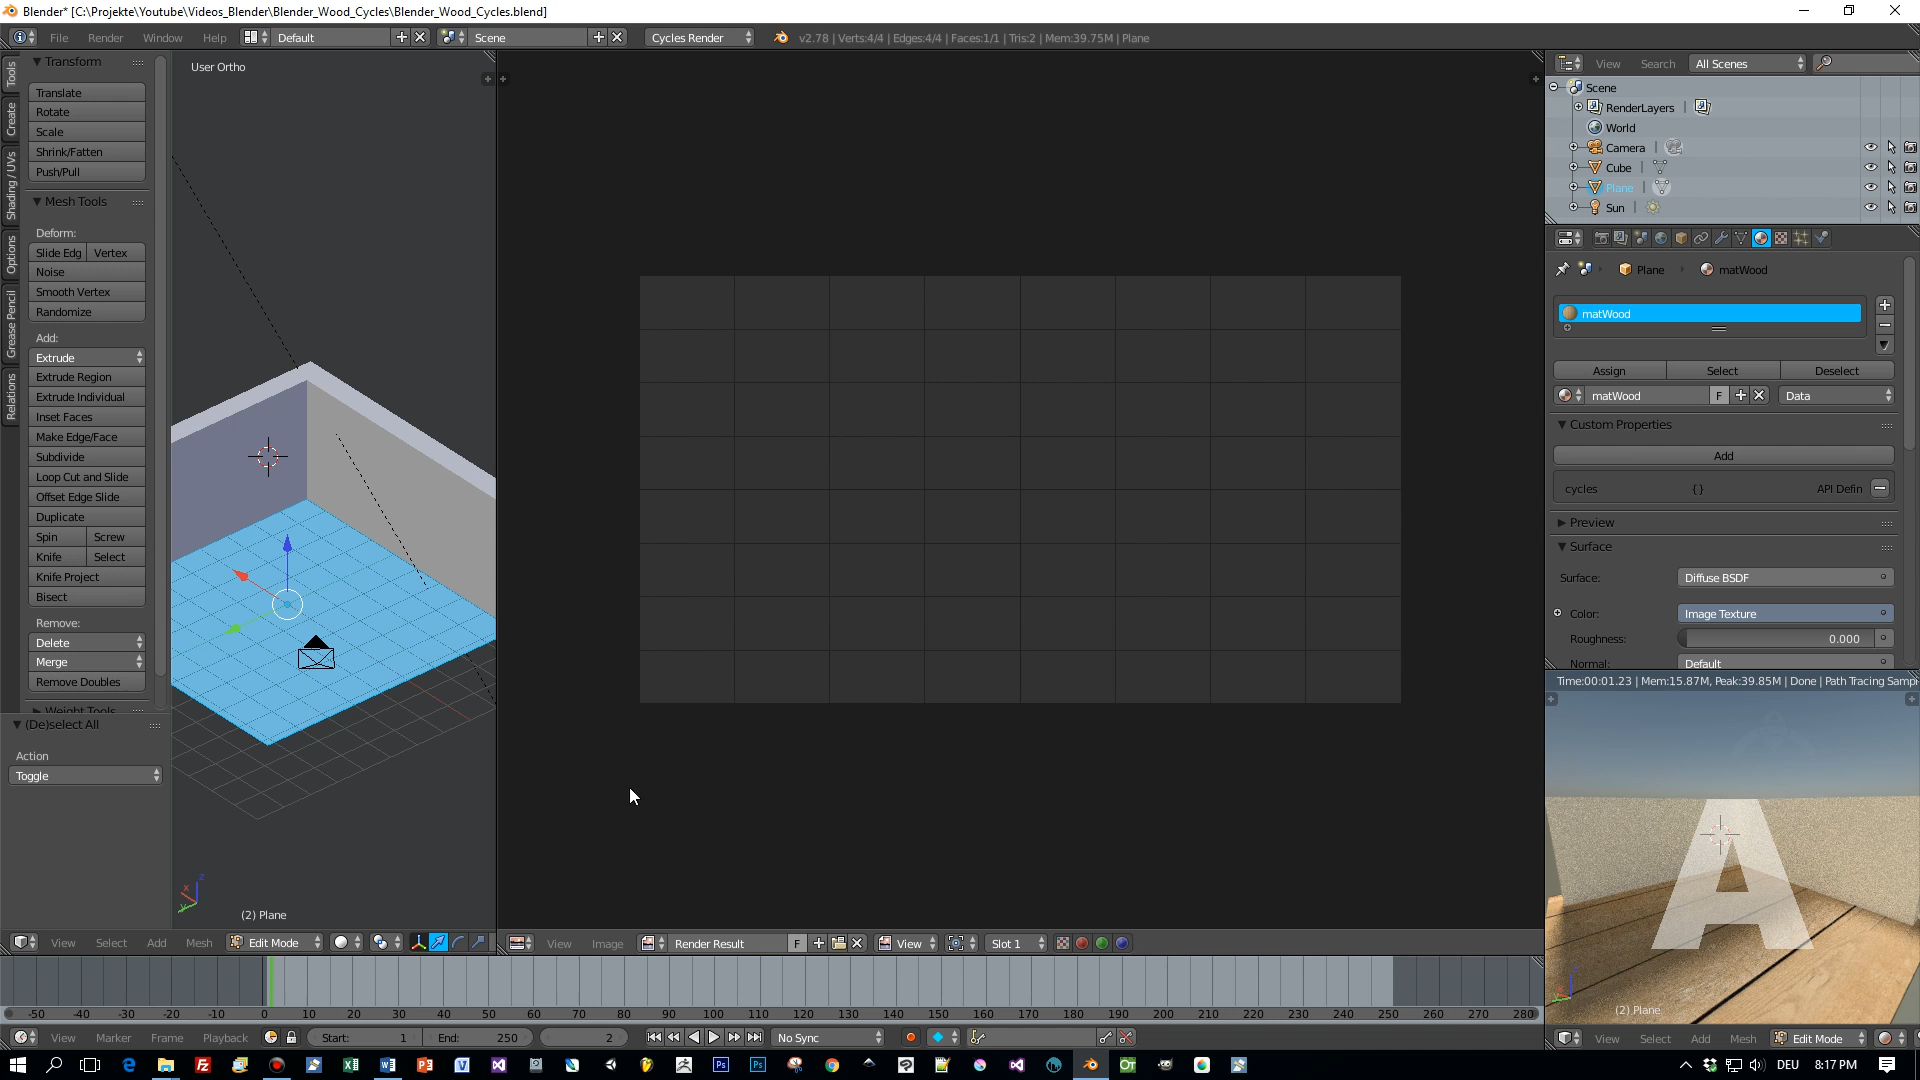 Blender* [C:\Projekte\Youtube\Videos_Blender\Blender_Wood_Cycles\Blender_Wood_Cycles.blend]
File Render Window Help Default Scene Cycles Render v2.78 | Verts:4/4 | Edges:4/4 | Faces:1/1 | Tris:2 | Mem:39.75M | Plane
Tools
Create
Shading / UVs
Options
Grease Pencil
Relations
Transform
Translate
Rotate
Scale
Shrink/Fatten
Push/Pull
Mesh Tools
Deform:
Slide Edg Vertex
Noise
Smooth Vertex
Randomize
Add:
Extrude
Extrude Region
Extrude Individual
Inset Faces
Make Edge/Face
Subdivide
Loop Cut and Slide
Offset Edge Slide
Duplicate
Spin Screw
Knife Select
Knife Project
Bisect
Remove:
Delete
Merge
Remove Doubles
Weight Tools
(De)select All
Action
Toggle
User Ortho
(2) Plane
View Select Add Mesh Edit Mode
View Image Render Result F View Slot 1
View Search All Scenes
Scene
RenderLayers
World
Camera
Cube
Plane
Sun
Plane matWood
matWood
Assign Select Deselect
matWood F Data
Custom Properties
Add
cycles {} API Defin
Preview
Surface
Surface: Diffuse BSDF
Color: Image Texture
Roughness: 0.000
Normal: Default
Time:00:01.23 | Mem:15.87M, Peak:39.85M | Done | Path Tracing Sampl
A
(2) Plane
View Select Add Mesh Edit Mode
-50 -40 -30 -20 -10 0 10 20 30 40 50 60 70 80 90 100 110 120 130 140 150 160 170 180 190 200 210 220 230 240 250 260 270 280
View Marker Frame Playback Start: 1 End: 250 2 No Sync
DEU 8:17 PM